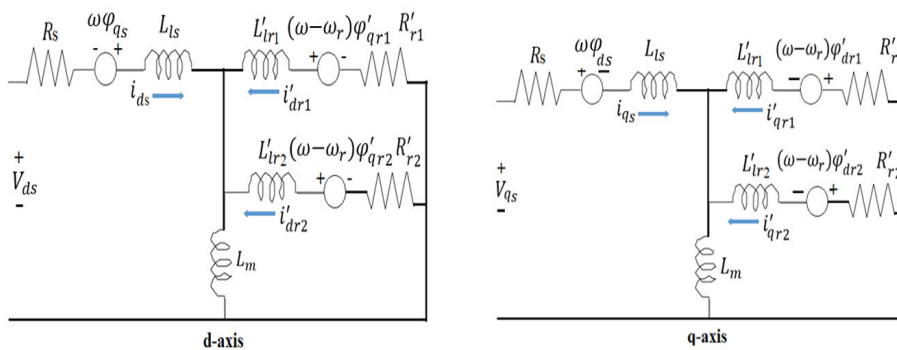 ωφqs
Rs
- +
Lls
L′lr1
(ω−ωr)φ′qr1
R′r1
+ -
ids
i′dr1
L′lr2
(ω−ωr)φ′qr2
R′r2
+ -
i′dr2
+
Vds
-
Lm
d-axis
ωφds
Rs
+ -
Lls
L′lr1
(ω−ωr)φ′dr1
- +
iqs
i′qr1
L′lr2
(ω−ωr)φ′dr2
- +
i′qr2
+
Vqs
-
Lm
q-axis